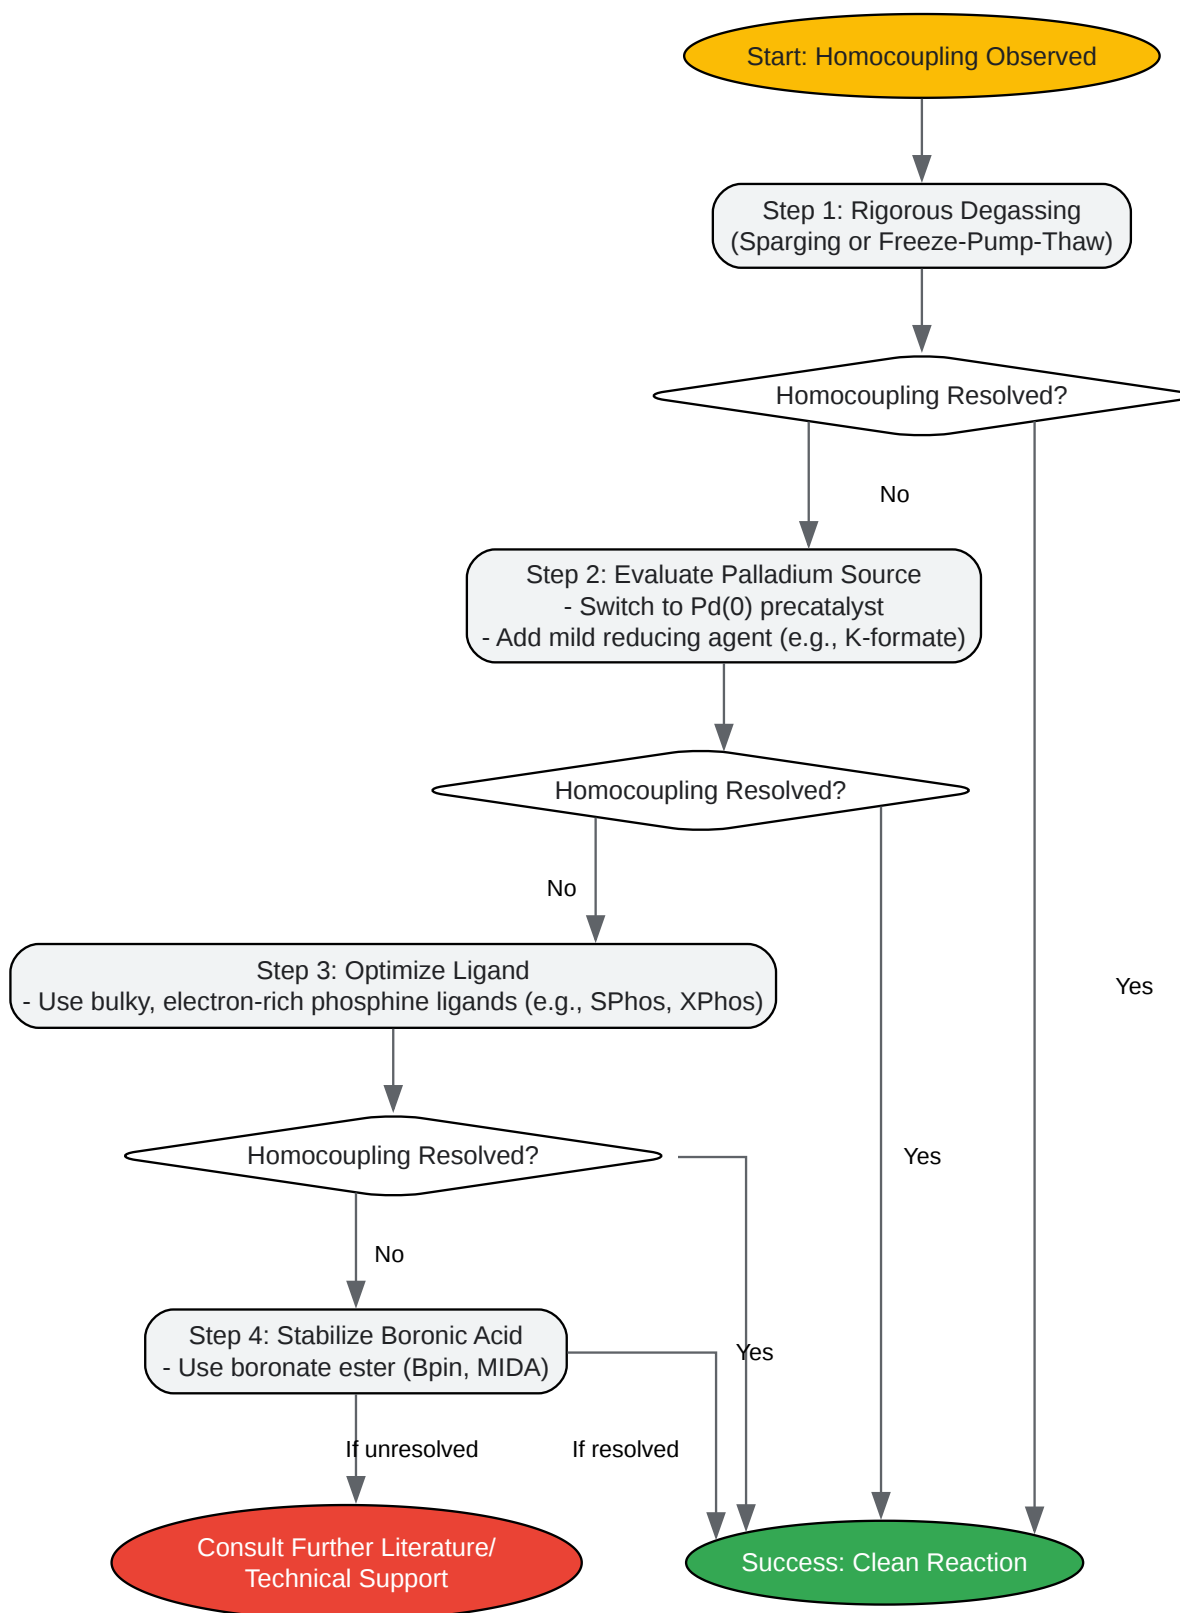 Start: Homocoupling Observed
Step 1: Rigorous Degassing
(Sparging or Freeze-Pump-Thaw)
Homocoupling Resolved?
No
Step 2: Evaluate Palladium Source
- Switch to Pd(0) precatalyst
- Add mild reducing agent (e.g., K-formate)
Homocoupling Resolved?
No
Step 3: Optimize Ligand
- Use bulky, electron-rich phosphine ligands (e.g., SPhos, XPhos)
Yes
Homocoupling Resolved?
Yes
No
Step 4: Stabilize Boronic Acid
- Use boronate ester (Bpin, MIDA)
Yes
If unresolved
If resolved
Consult Further Literature/
Technical Support
Success: Clean Reaction